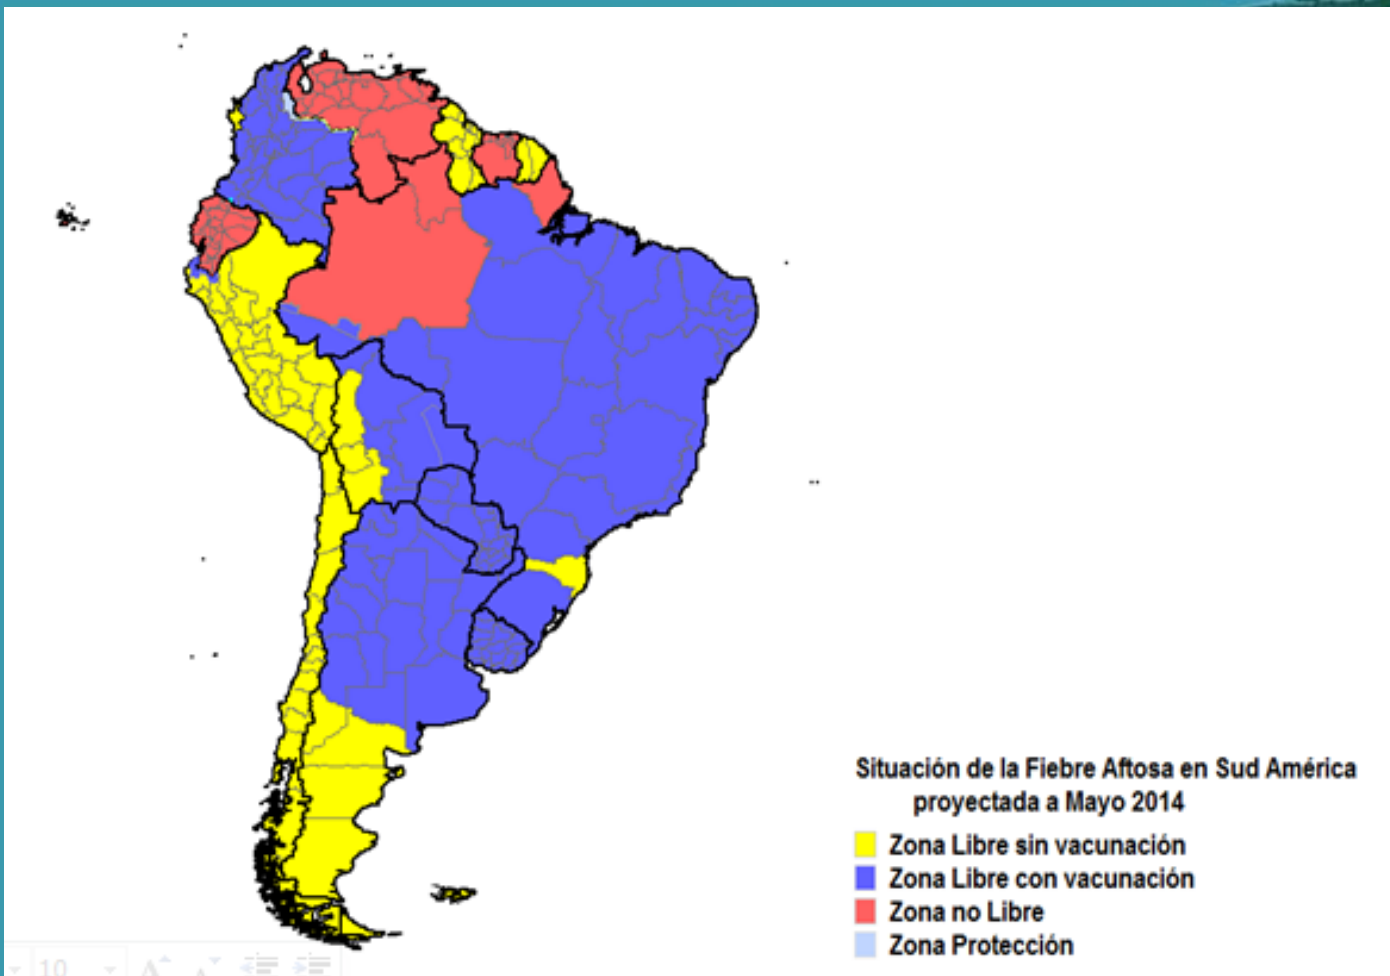 Situación de la Fiebre Aftosa en Sud América
proyectada a Mayo 2014
Zona Libre sin vacunación
Zona Libre con vacunación
Zona no Libre
Zona Protección
10